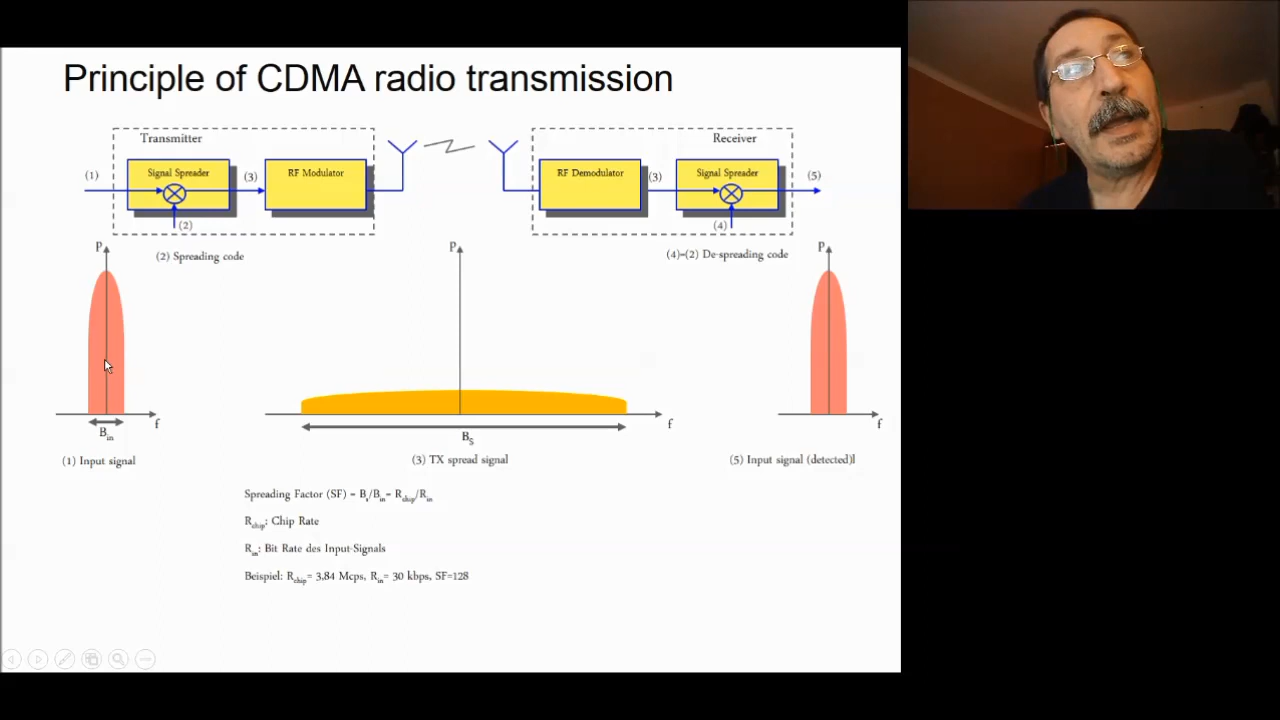 Principle of CDMA radio transmission
Transmitter
Receiver
(1)
Signal Spreader
(3)
RF Modulator
RF Demodulator
(3)
Signal Spreader
(5)
(2)
(4)
P
(2) Spreading code
P
(4)=(2) De-spreading code
P
f
f
f
Bin
BS
(1) Input signal
(3) TX spread signal
(5) Input signal (detected)l
Spreading Factor (SF) = Bs/Bin= Rchip/Rin
Rchip: Chip Rate
Rin: Bit Rate des Input-Signals
Beispiel: Rchip= 3,84 Mcps, Rin= 30 kbps, SF=128